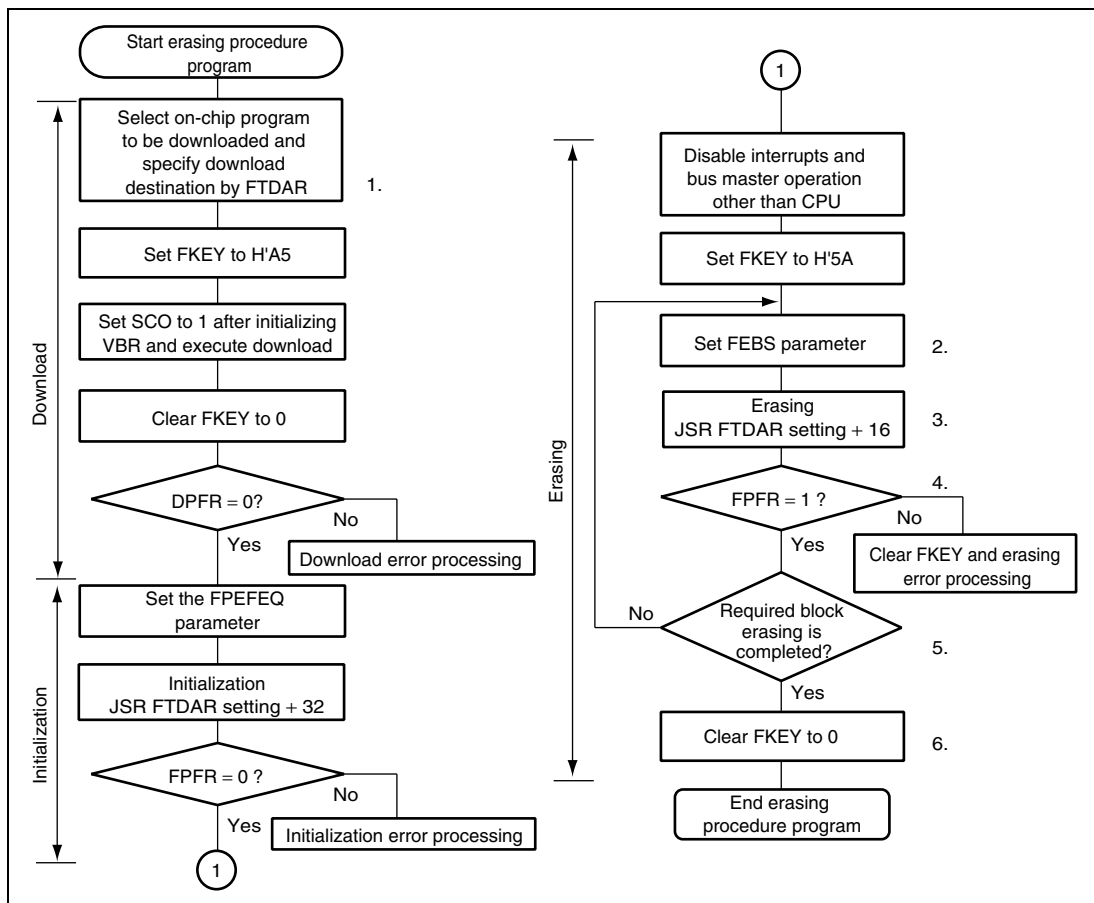 Start erasing procedure
program
Select on-chip program
to be downloaded and
specify download
destination by FTDAR
1.
Set FKEY to H'A5
Set SCO to 1 after initializing
VBR and execute download
Clear FKEY to 0
DPFR = 0?
No
Yes
Download error processing
Download
Set the FPEFEQ
parameter
Initialization
JSR FTDAR setting + 32
FPFR = 0 ?
No
Yes
Initialization error processing
Initialization
1
1
Disable interrupts and
bus master operation
other than CPU
Set FKEY to H'5A
Set FEBS parameter
2.
Erasing
JSR FTDAR setting + 16
3.
FPFR = 1 ?
4.
No
Yes
Clear FKEY and erasing
error processing
Required block
erasing is
completed?
5.
No
Yes
Clear FKEY to 0
6.
Erasing
End erasing
procedure program